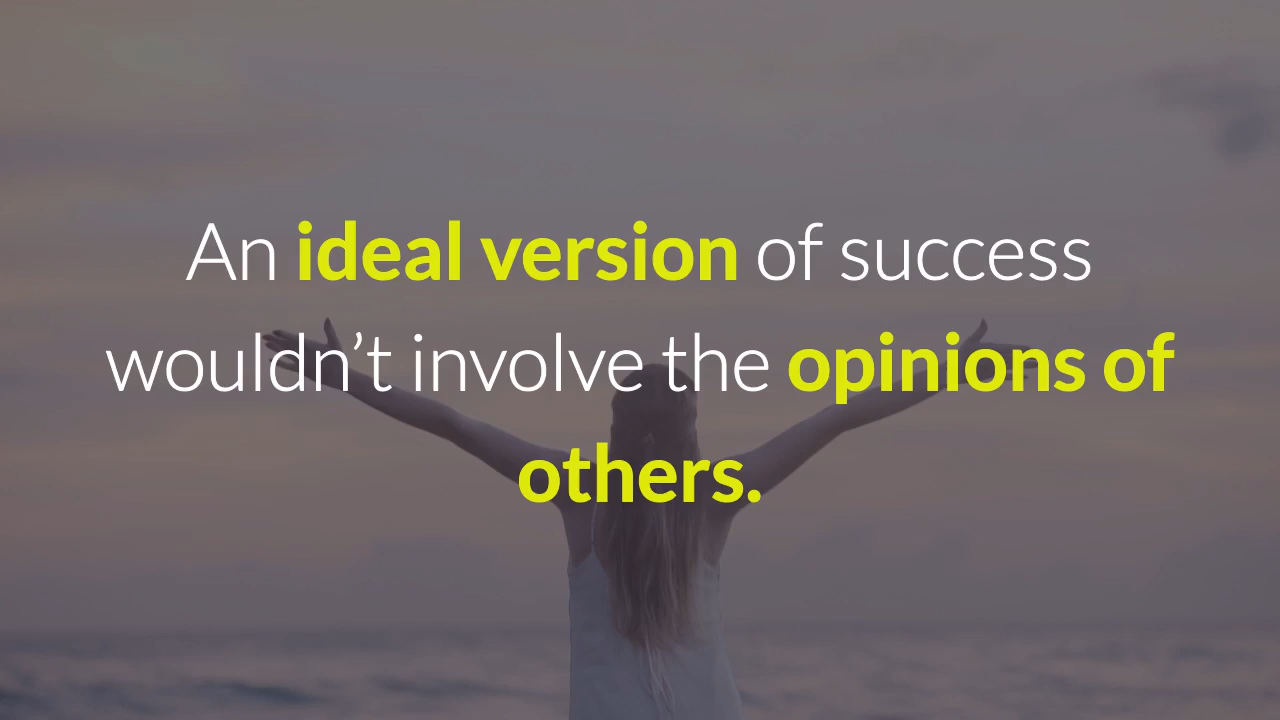 An ideal version of success
wouldn’t involve the opinions of
others.